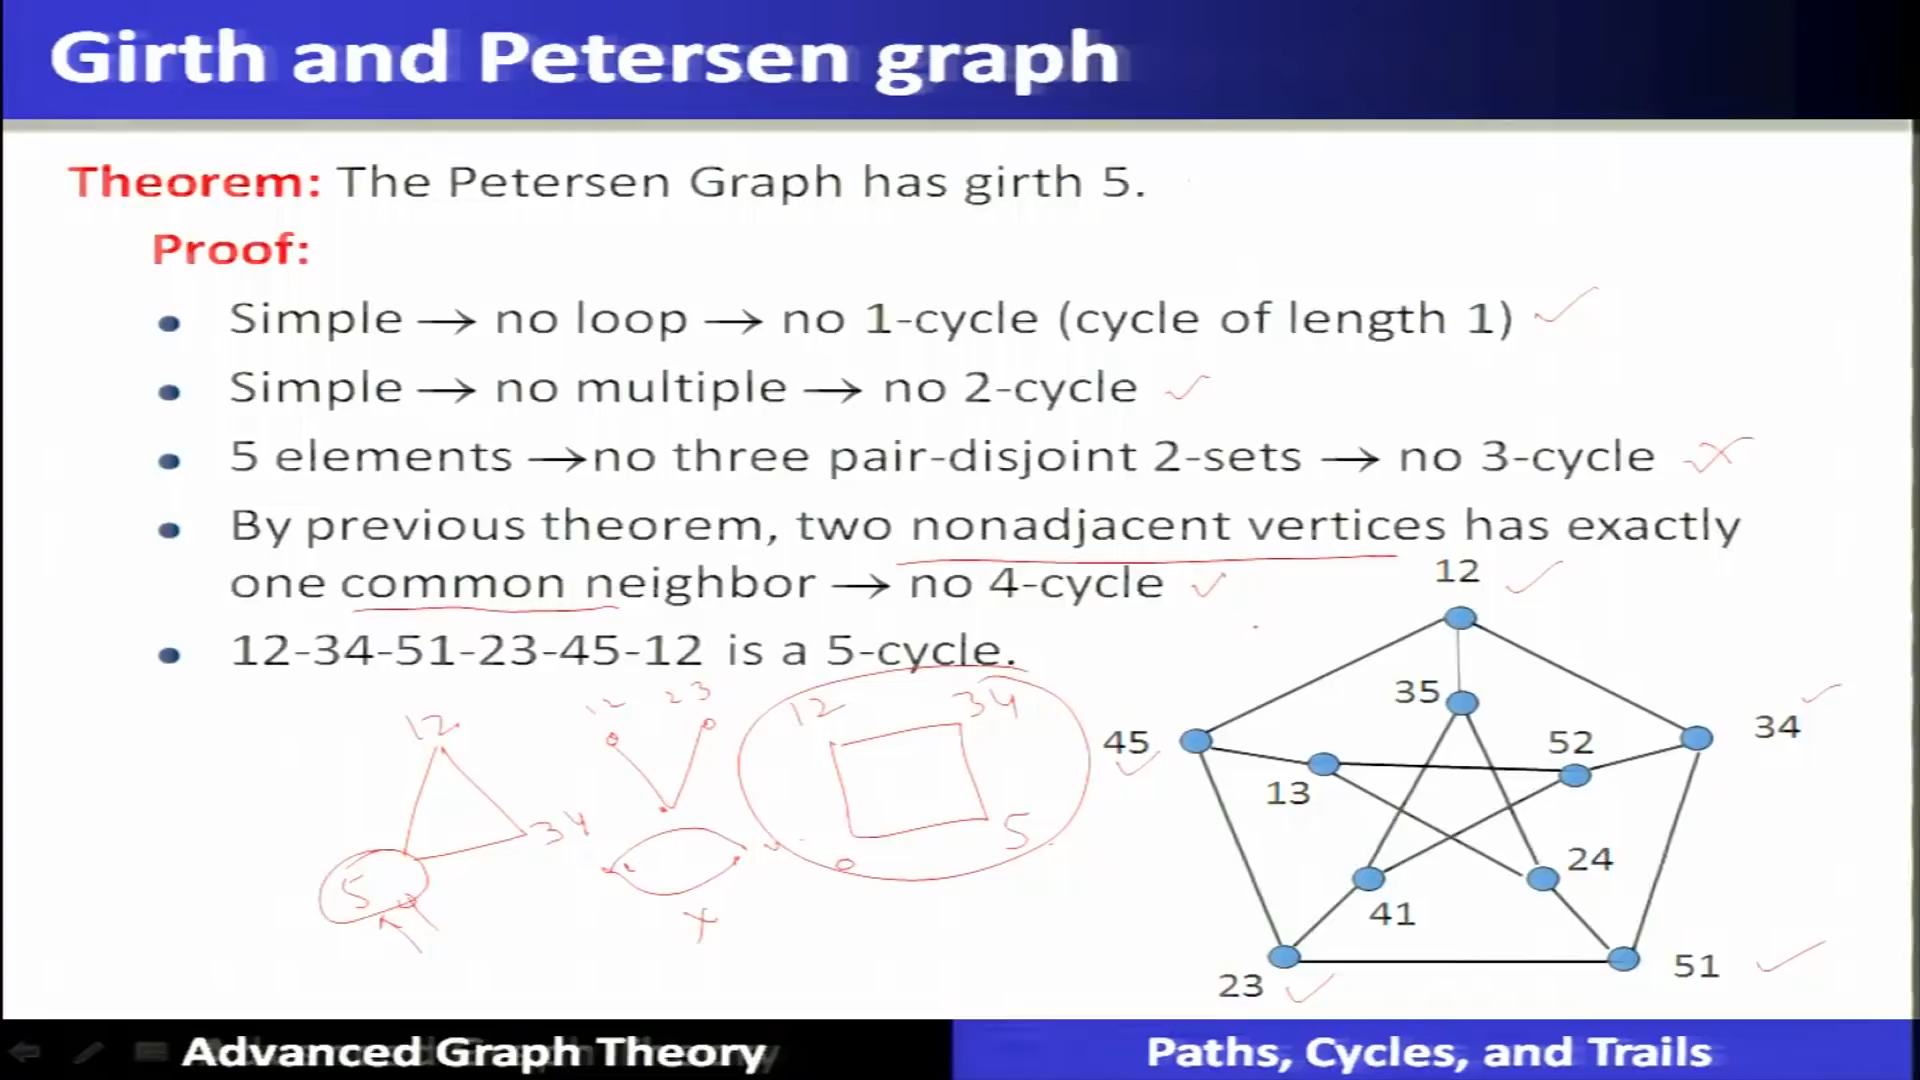 Girth and Petersen graph
Theorem: The Petersen Graph has girth 5.
Proof:
• Simple → no loop → no 1-cycle (cycle of length 1)
• Simple → no multiple → no 2-cycle
• 5 elements →no three pair-disjoint 2-sets → no 3-cycle
• By previous theorem, two nonadjacent vertices has exactly
one common neighbor → no 4-cycle
• 12-34-51-23-45-12 is a 5-cycle.
12
34
5
12
23
12
34
5
12
35
45
34
52
13
24
41
23
51
Advanced Graph Theory
Paths, Cycles, and Trails